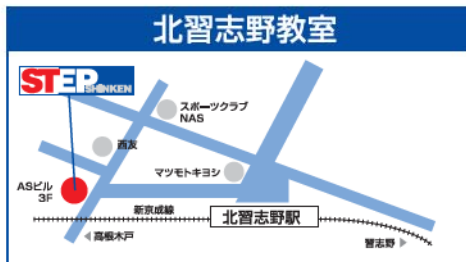 北習志野教室
STEP SHINKEN
スポーツクラブ
NAS
西友
マツモトキヨシ
ASビル
3F
新京成線
北習志野駅
◀高根木戸
習志野▶